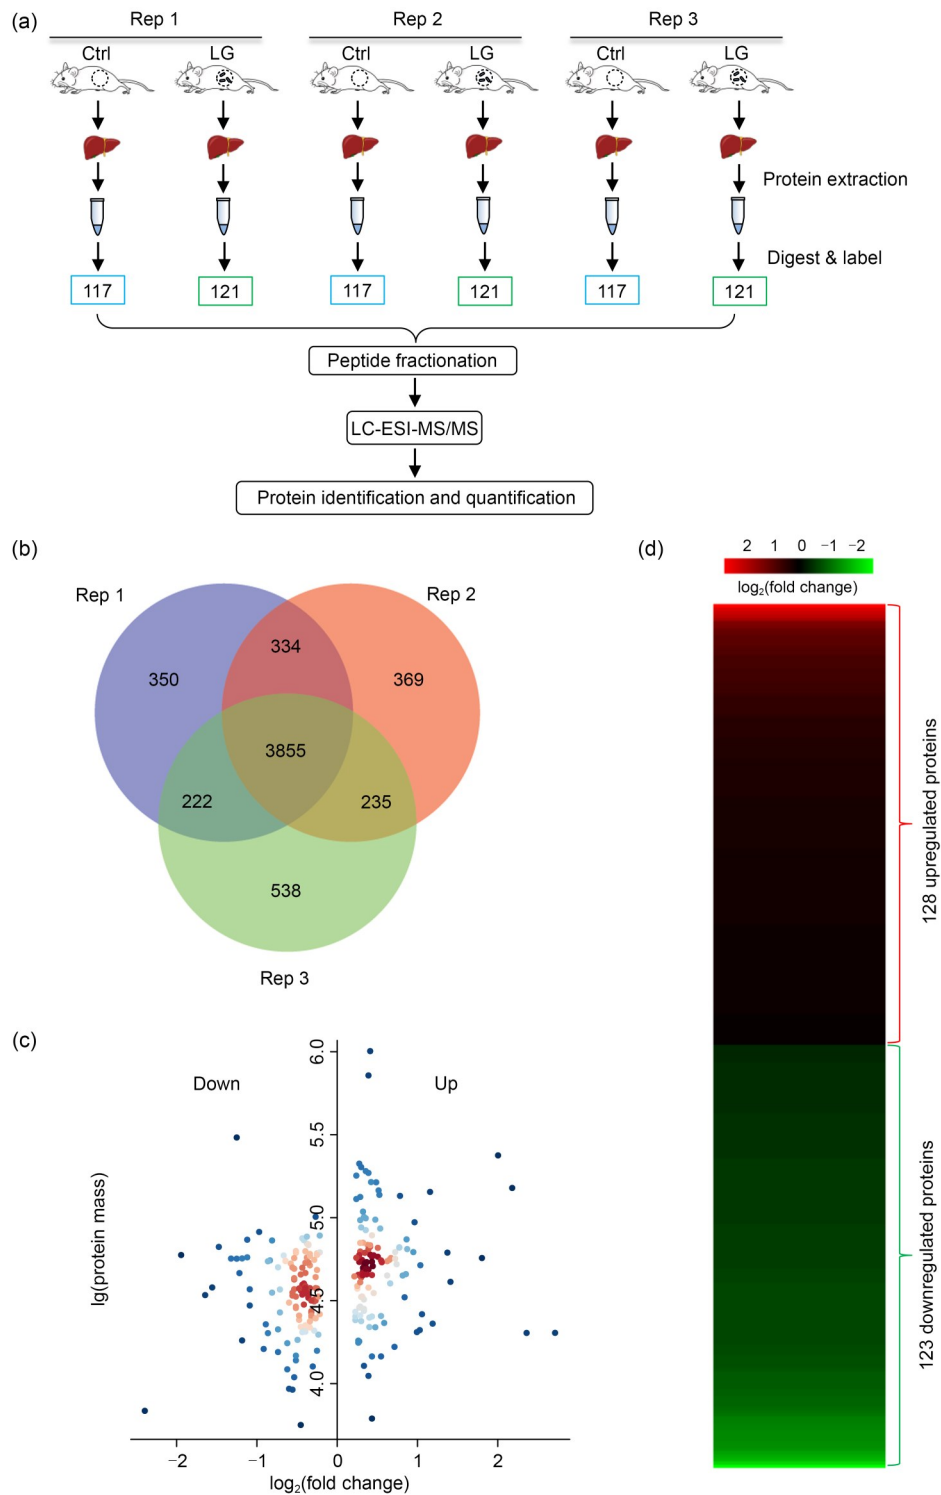 (a)
Rep 1 Rep 2 Rep 3
Ctrl LG Ctrl LG Ctrl LG
Protein extraction
Digest & label
117 121 117 121 117 121
Peptide fractionation
LC-ESI-MS/MS
Protein identification and quantification
(b)
Rep 1
Rep 2
334
350
369
3855
222
235
538
Rep 3
(c)
Down
Up
lg(protein mass)
6.0
5.5
5.0
4.5
4.0
−2 −1 0 1 2
log₂(fold change)
(d)
2 1 0 −1 −2
log₂(fold change)
128 upregulated proteins
123 downregulated proteins